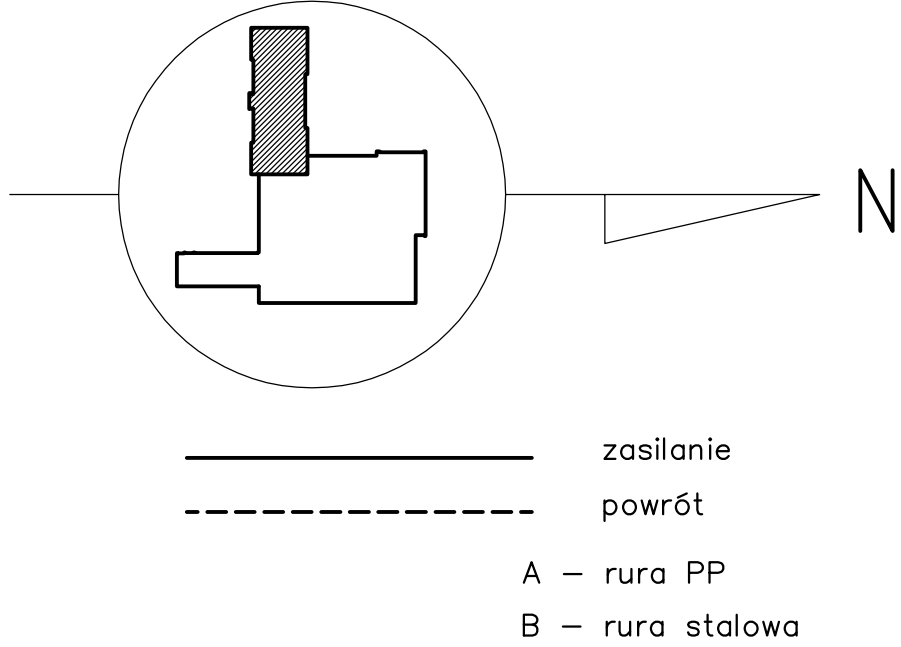 N
zasilanie
powrót
A – rura PP
B – rura stalowa